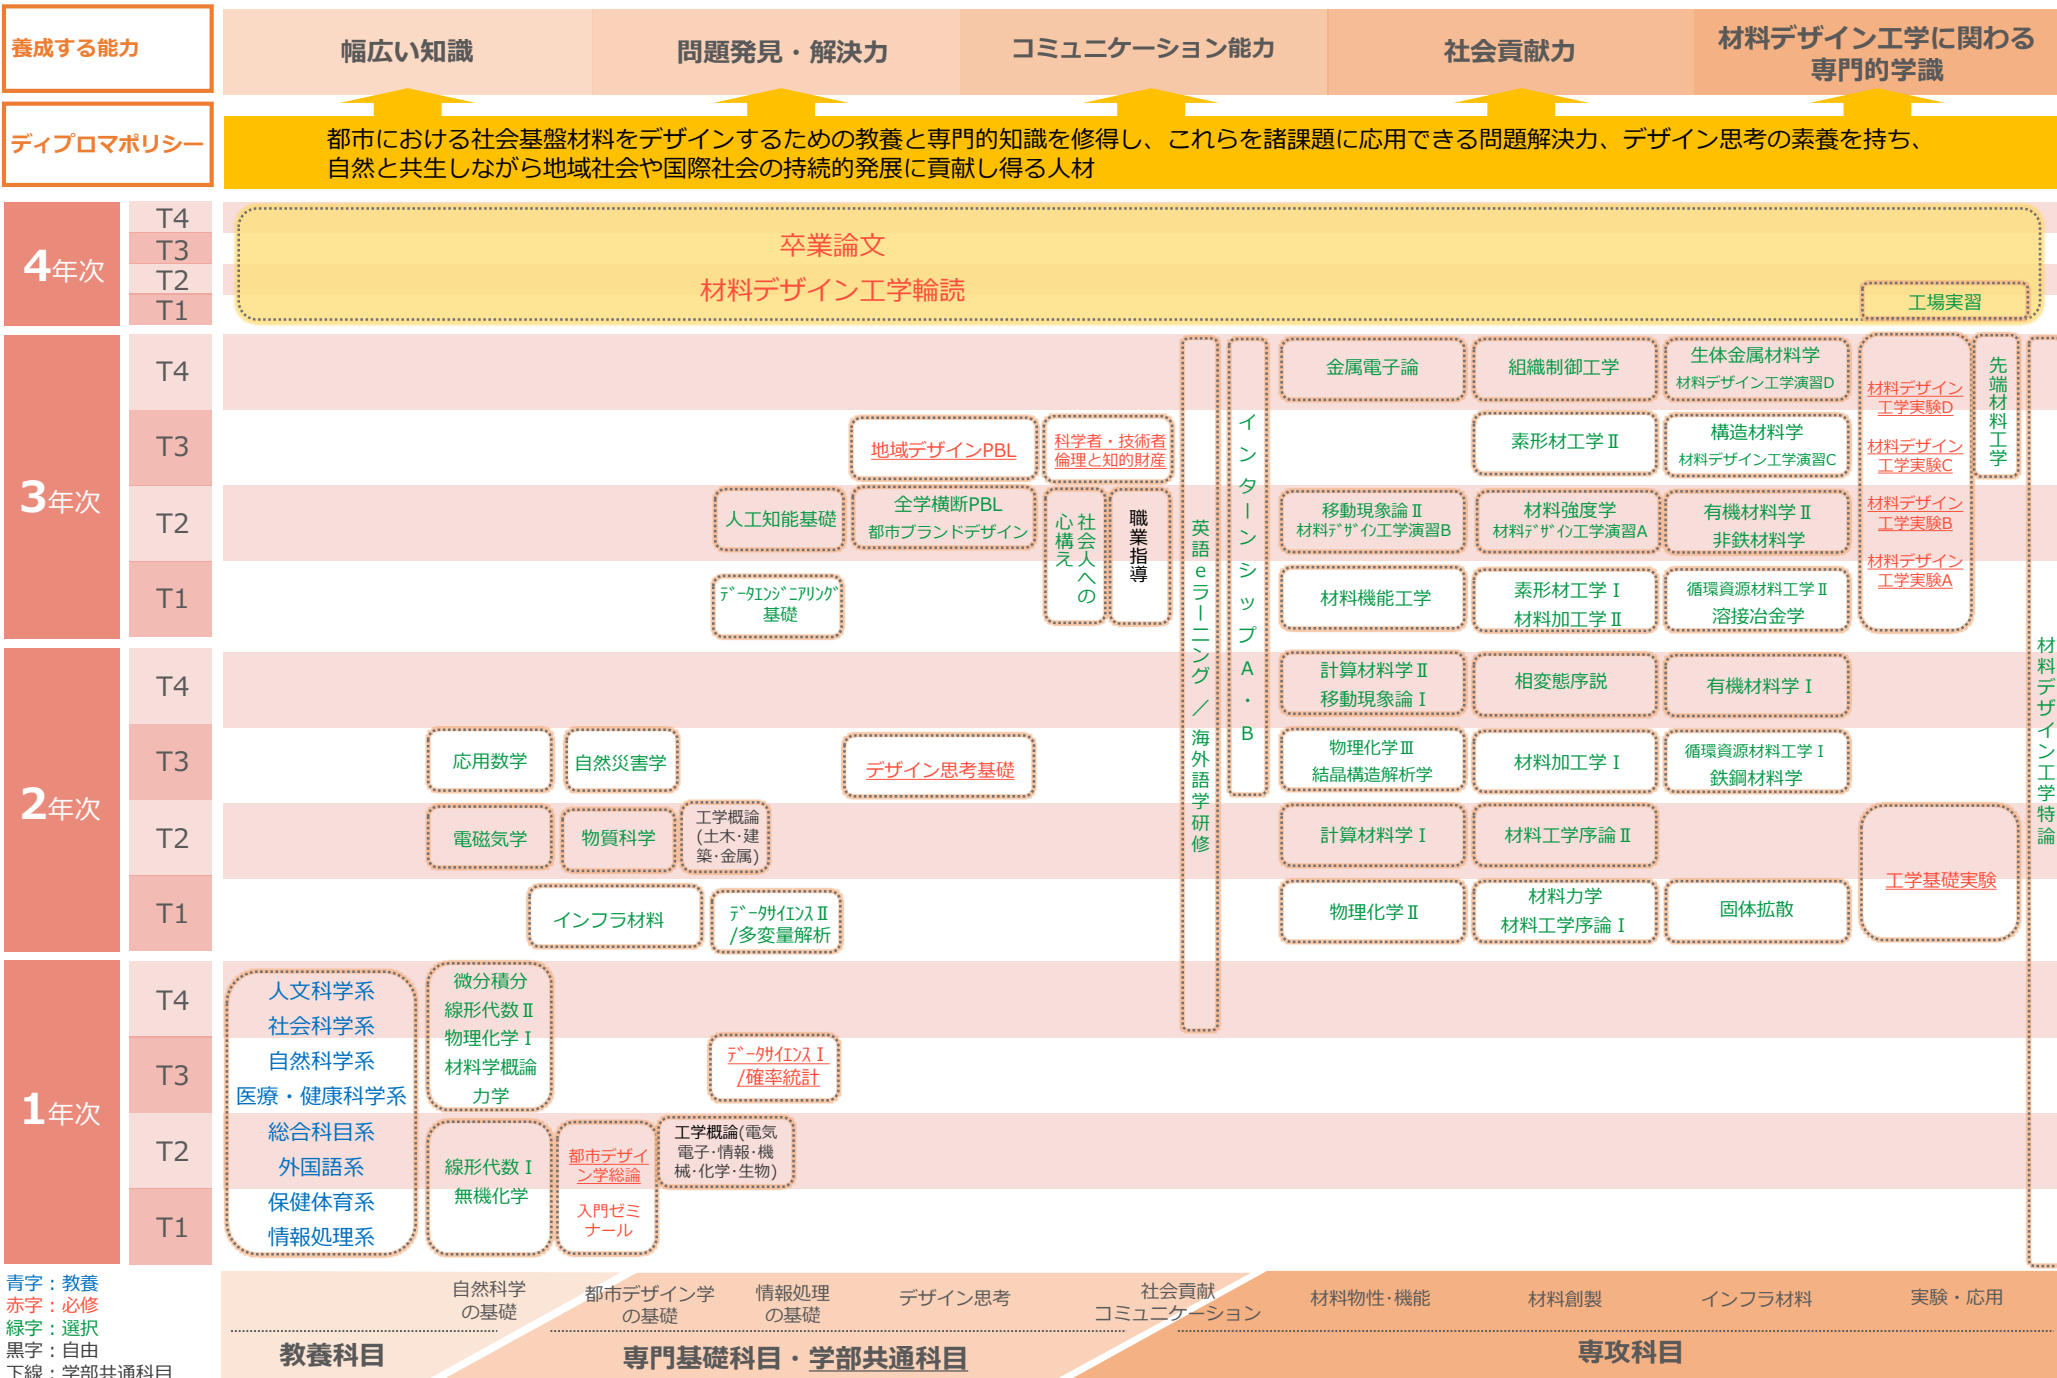 養成する能力
幅広い知識
問題発見・解決力
コミュニケーション能力
社会貢献力
材料デザイン工学に関わる
専門的学識
ディプロマポリシー
都市における社会基盤材料をデザインするための教養と専門的知識を修得し、これらを諸課題に応用できる問題解決力、デザイン思考の素養を持ち、
自然と共生しながら地域社会や国際社会の持続的発展に貢献し得る人材
4年次
T4
T3
T2
T1
卒業論文
材料デザイン工学輪読
工場実習
3年次
T4
金属電子論
組織制御工学
生体金属材料学
材料デザイン工学演習D
T3
地域デザインPBL
科学者・技術者
倫理と知的財産
素形材工学Ⅱ
構造材料学
材料デザイン工学演習C
T2
人工知能基礎
全学横断PBL
都市ブランドデザイン
社会人への
心構え
職業指導
移動現象論Ⅱ
材料ﾃﾞｻﾞｲﾝ工学演習B
材料強度学
材料ﾃﾞｻﾞｲﾝ工学演習A
有機材料学Ⅱ
非鉄材料学
T1
ﾃﾞｰﾀｴﾝｼﾞﾆｱﾘﾝｸﾞ
基礎
材料機能工学
素形材工学Ⅰ
材料加工学Ⅱ
循環資源材料工学Ⅱ
溶接冶金学
材料デザイン
工学実験D
材料デザイン
工学実験C
材料デザイン
工学実験B
材料デザイン
工学実験A
先端材料工学
英語eラーニング／海外語学研修
インターンシップA・B
材料デザイン工学特論
2年次
T4
計算材料学Ⅱ
移動現象論Ⅰ
相変態序説
有機材料学Ⅰ
T3
応用数学
自然災害学
デザイン思考基礎
物理化学Ⅲ
結晶構造解析学
材料加工学Ⅰ
循環資源材料工学Ⅰ
鉄鋼材料学
T2
電磁気学
物質科学
工学概論
(土木･建
築･金属)
計算材料学Ⅰ
材料工学序論Ⅱ
T1
インフラ材料
ﾃﾞｰﾀｻｲｴﾝｽⅡ
/多変量解析
物理化学Ⅱ
材料力学
材料工学序論Ⅰ
固体拡散
工学基礎実験
1年次
T4
T3
T2
T1
人文科学系
社会科学系
自然科学系
医療・健康科学系
総合科目系
外国語系
保健体育系
情報処理系
微分積分
線形代数Ⅱ
物理化学Ⅰ
材料学概論
力学
ﾃﾞｰﾀｻｲｴﾝｽⅠ
/確率統計
線形代数Ⅰ
無機化学
都市デザイ
ン学総論
入門ゼミ
ナール
工学概論(電気
電子･情報･機
械･化学･生物)
青字：教養
赤字：必修
緑字：選択
黒字：自由
下線：学部共通科目
自然科学
の基礎
都市デザイン学
の基礎
情報処理
の基礎
デザイン思考
社会貢献
コミュニケーション
材料物性･機能
材料創製
インフラ材料
実験・応用
教養科目
専門基礎科目・学部共通科目
専攻科目